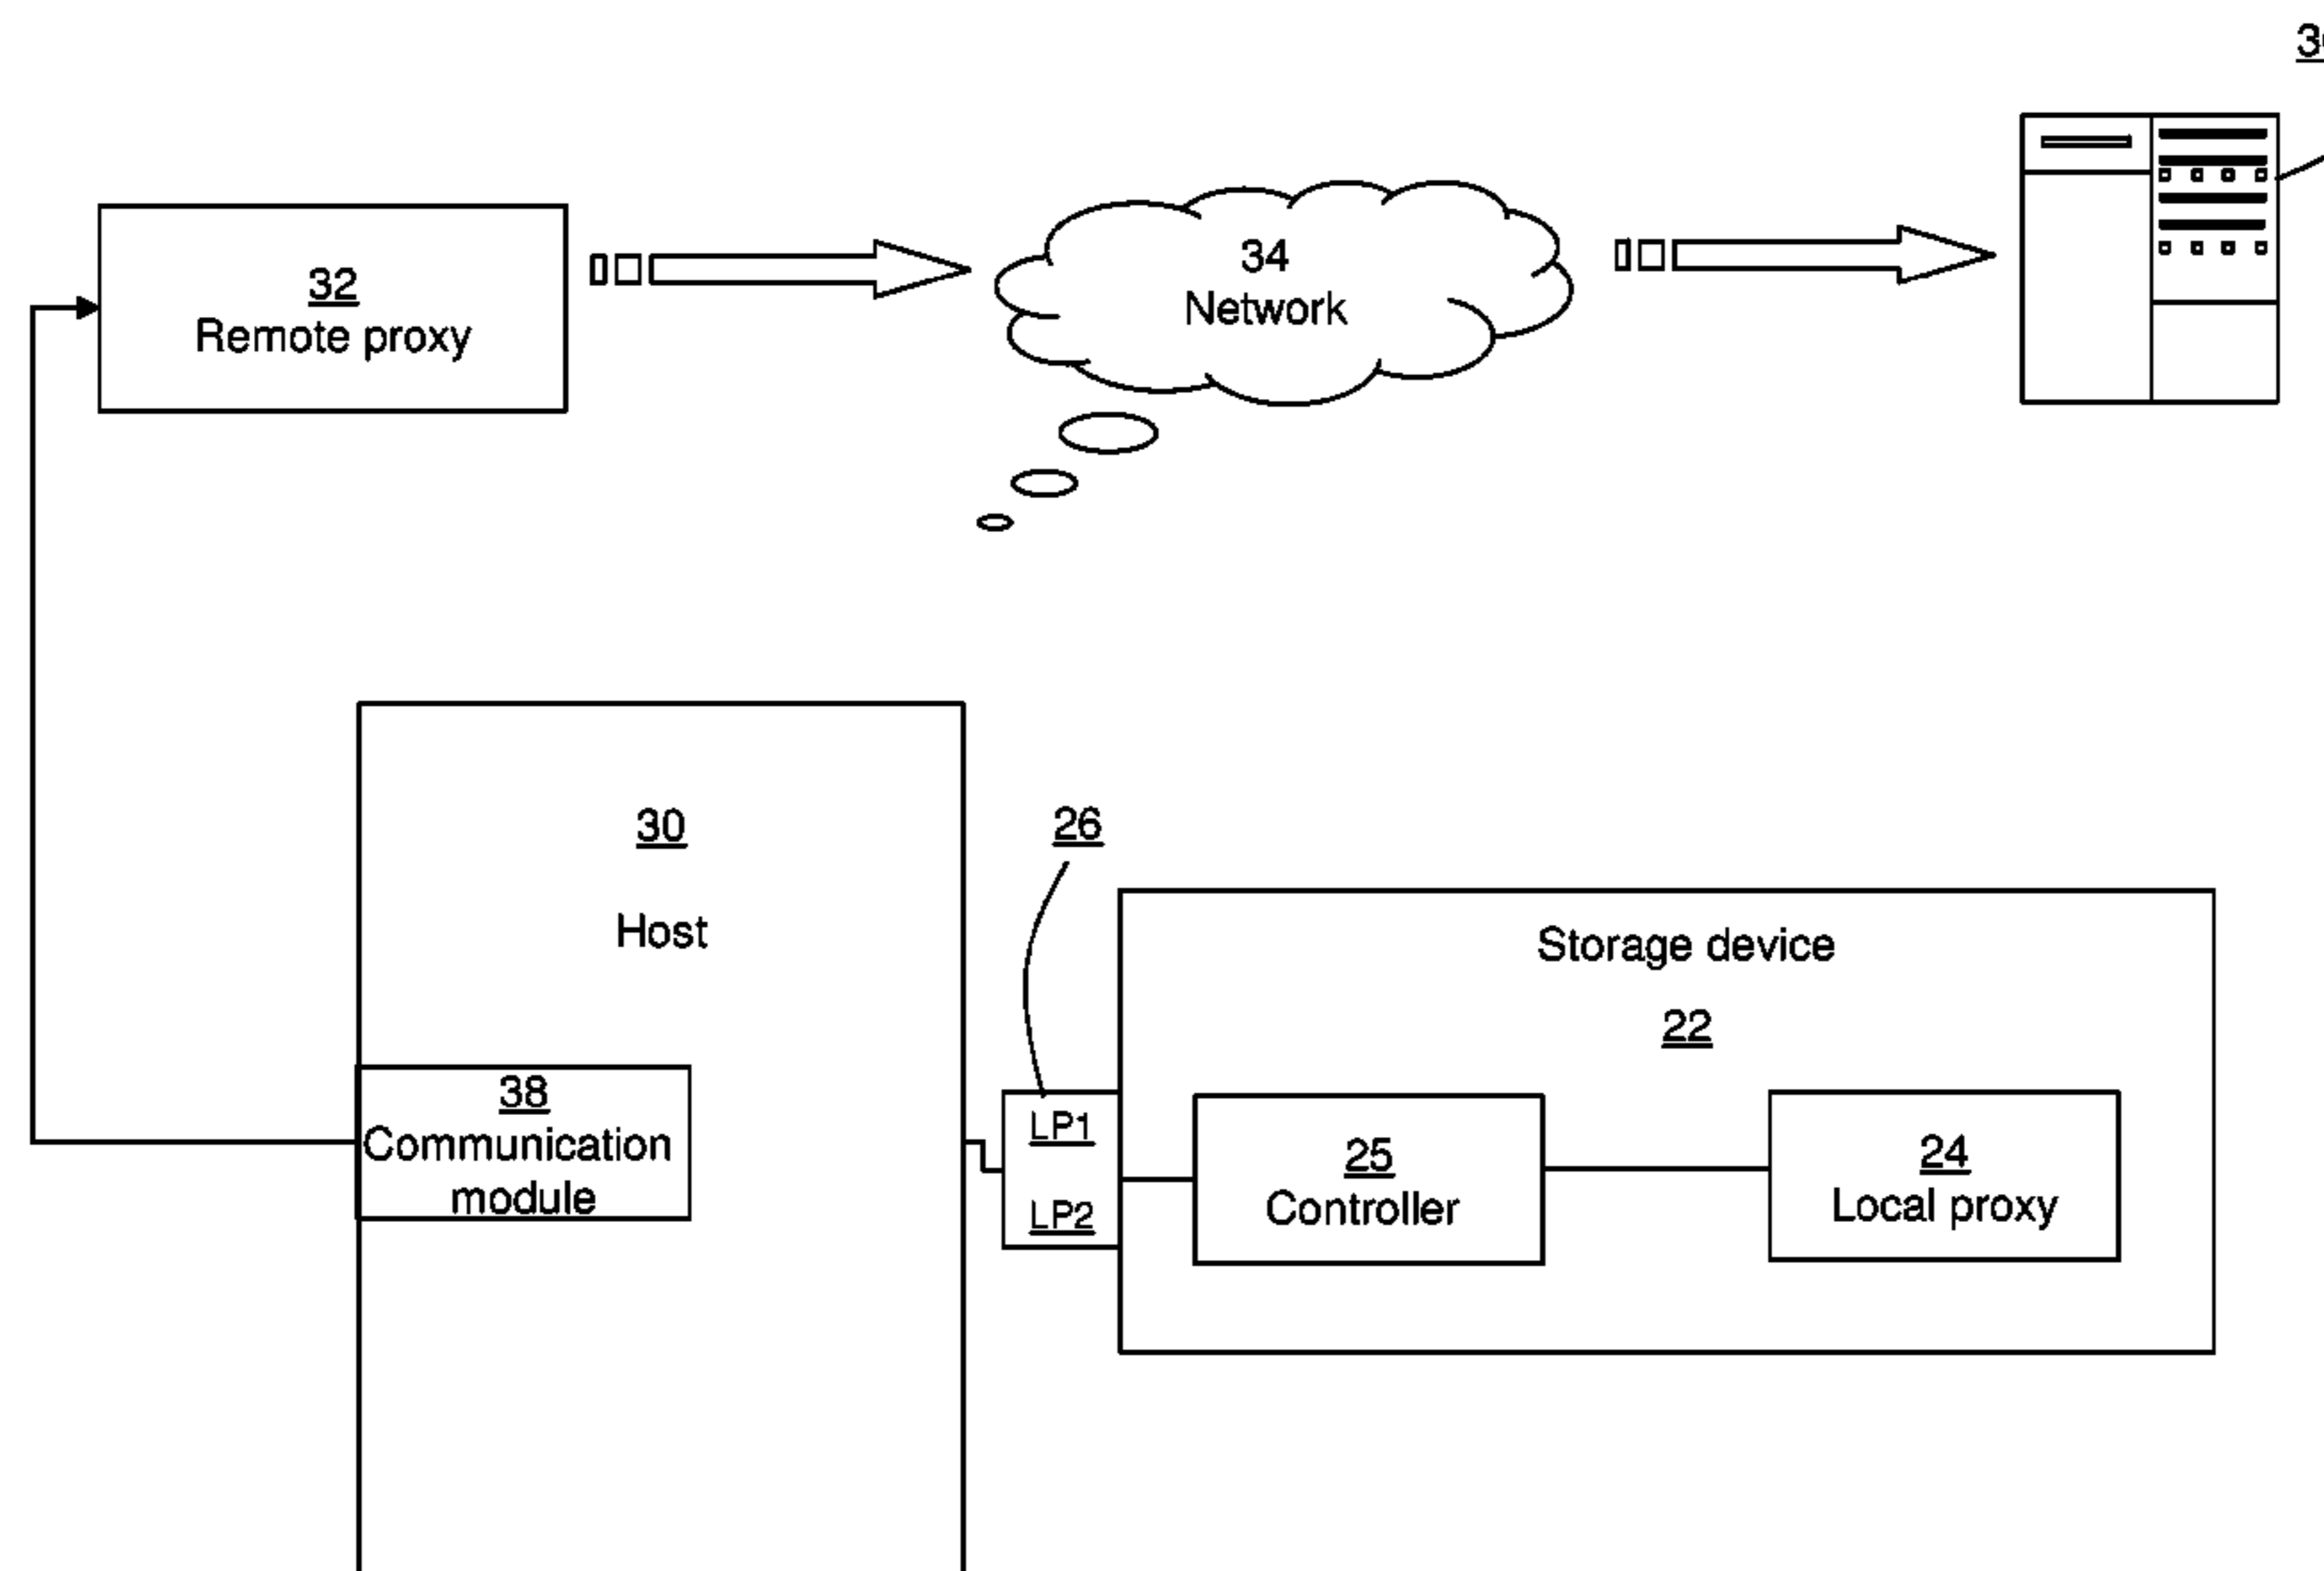 32
Remote proxy
34
Network
30
Host
26
38
Communication
module
LP1
LP2
Storage device
22
25
Controller
24
Local proxy